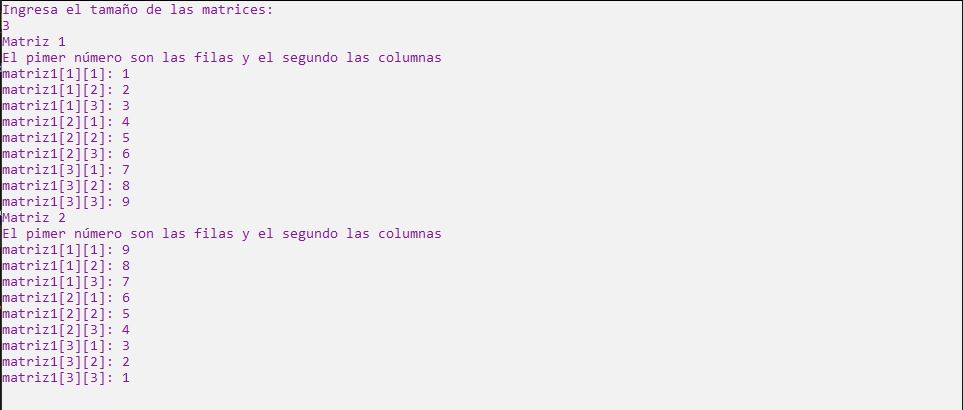 Ingresa el tamaño de las matrices:
3
Matriz 1
El pimer número son las filas y el segundo las columnas
matriz1[1][1]: 1
matriz1[1][2]: 2
matriz1[1][3]: 3
matriz1[2][1]: 4
matriz1[2][2]: 5
matriz1[2][3]: 6
matriz1[3][1]: 7
matriz1[3][2]: 8
matriz1[3][3]: 9
Matriz 2
El pimer número son las filas y el segundo las columnas
matriz1[1][1]: 9
matriz1[1][2]: 8
matriz1[1][3]: 7
matriz1[2][1]: 6
matriz1[2][2]: 5
matriz1[2][3]: 4
matriz1[3][1]: 3
matriz1[3][2]: 2
matriz1[3][3]: 1